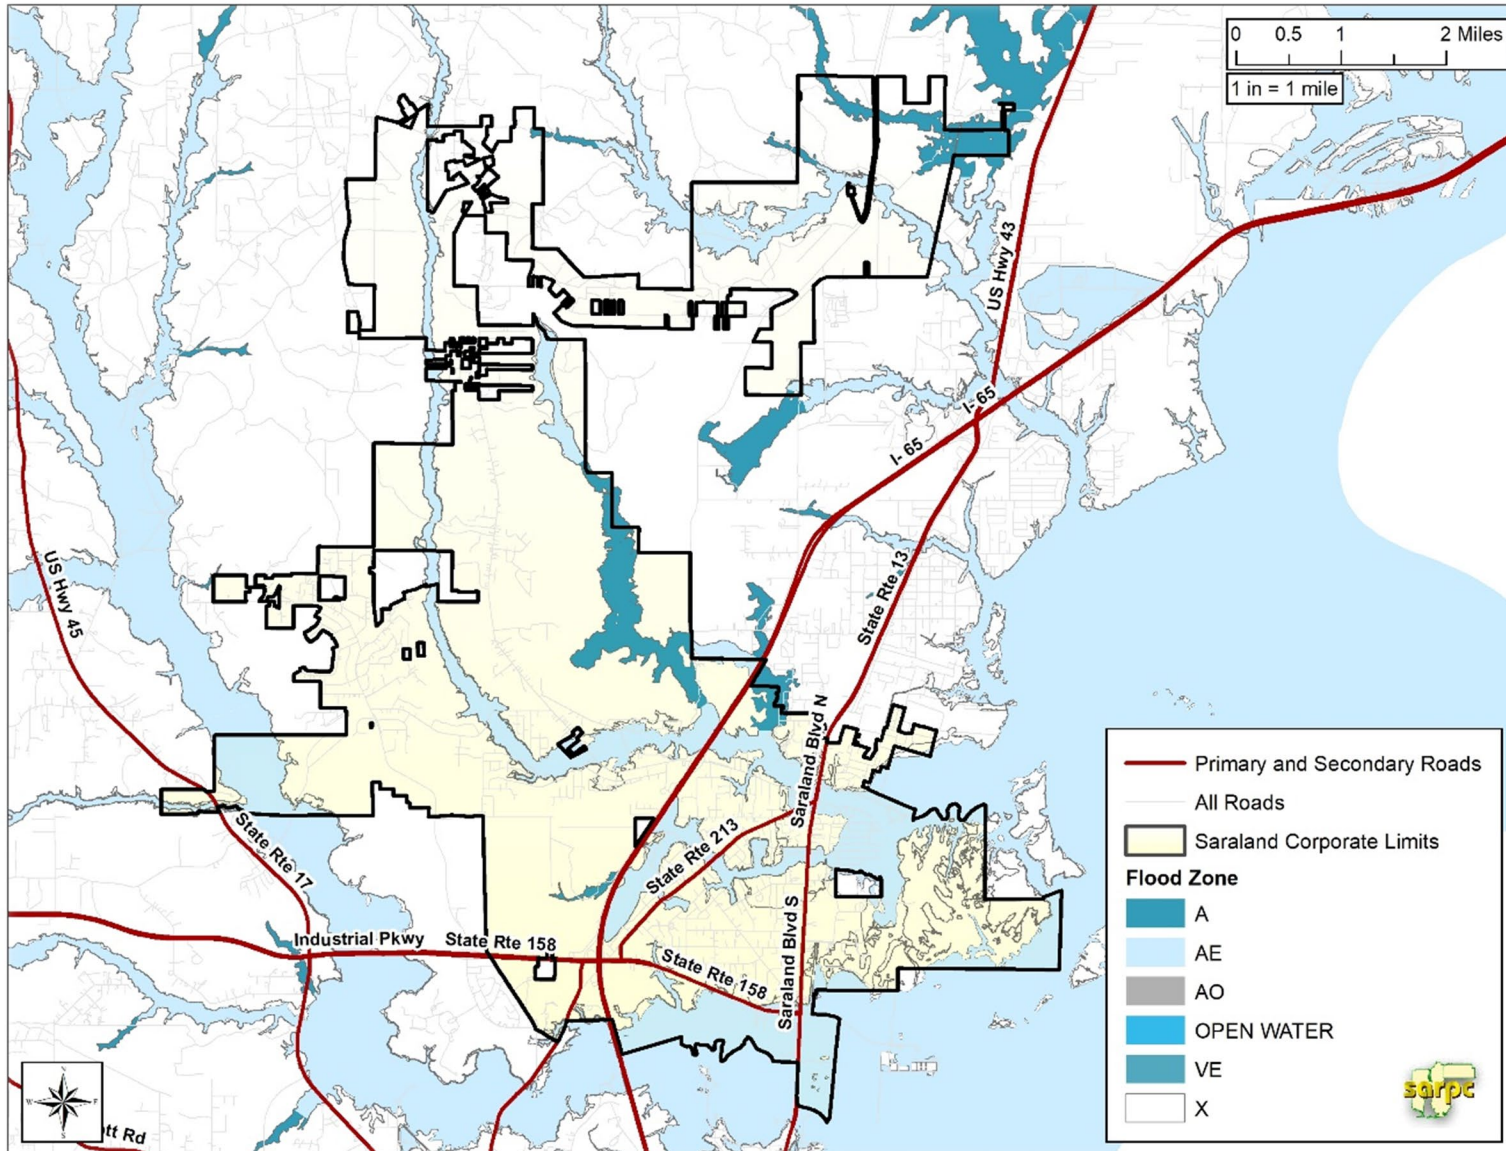 0 0.5 1 2 Miles
1 in = 1 mile
US Hwy 43
I- 65
I- 65
US Hwy 45
State Rte 13
Saraland Blvd N
State Rte 213
State Rte 17
Industrial Pkwy State Rte 158
State Rte 158
Saraland Blvd S
Primary and Secondary Roads
All Roads
Saraland Corporate Limits
Flood Zone
A
AE
AO
OPEN WATER
VE
X
sarpc
N
W E
S
ott Rd